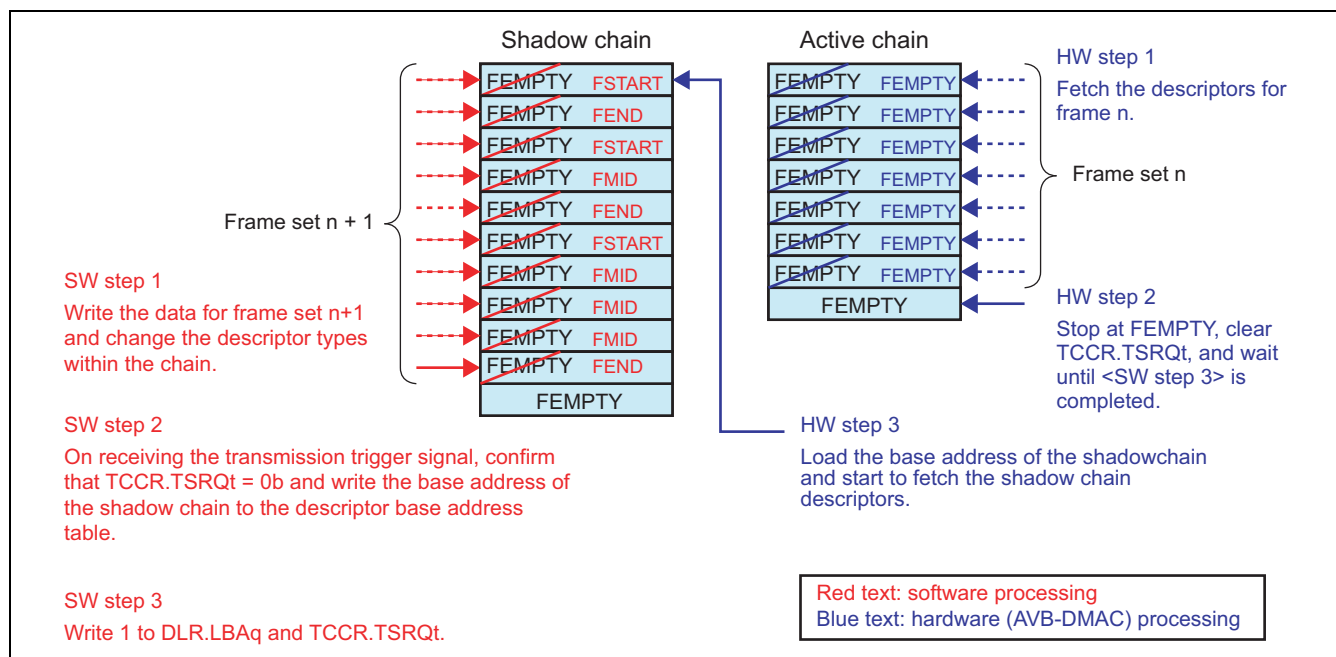 Shadow chain
Active chain
FEMPTY FSTART
FEMPTY FEND
FEMPTY FSTART
FEMPTY FMID
FEMPTY FEND
FEMPTY FSTART
FEMPTY FMID
FEMPTY FMID
FEMPTY FMID
FEMPTY FEND
FEMPTY
FEMPTY FEMPTY
FEMPTY FEMPTY
FEMPTY FEMPTY
FEMPTY FEMPTY
FEMPTY FEMPTY
FEMPTY FEMPTY
FEMPTY FEMPTY
FEMPTY
HW step 1
Fetch the descriptors for
frame n.
Frame set n
Frame set n + 1
SW step 1
Write the data for frame set n+1
and change the descriptor types
within the chain.
HW step 2
Stop at FEMPTY, clear
TCCR.TSRQt, and wait
until <SW step 3> is
completed.
SW step 2
On receiving the transmission trigger signal, confirm
that TCCR.TSRQt = 0b and write the base address of
the shadow chain to the descriptor base address
table.
HW step 3
Load the base address of the shadowchain
and start to fetch the shadow chain
descriptors.
SW step 3
Write 1 to DLR.LBAq and TCCR.TSRQt.
Red text: software processing
Blue text: hardware (AVB-DMAC) processing